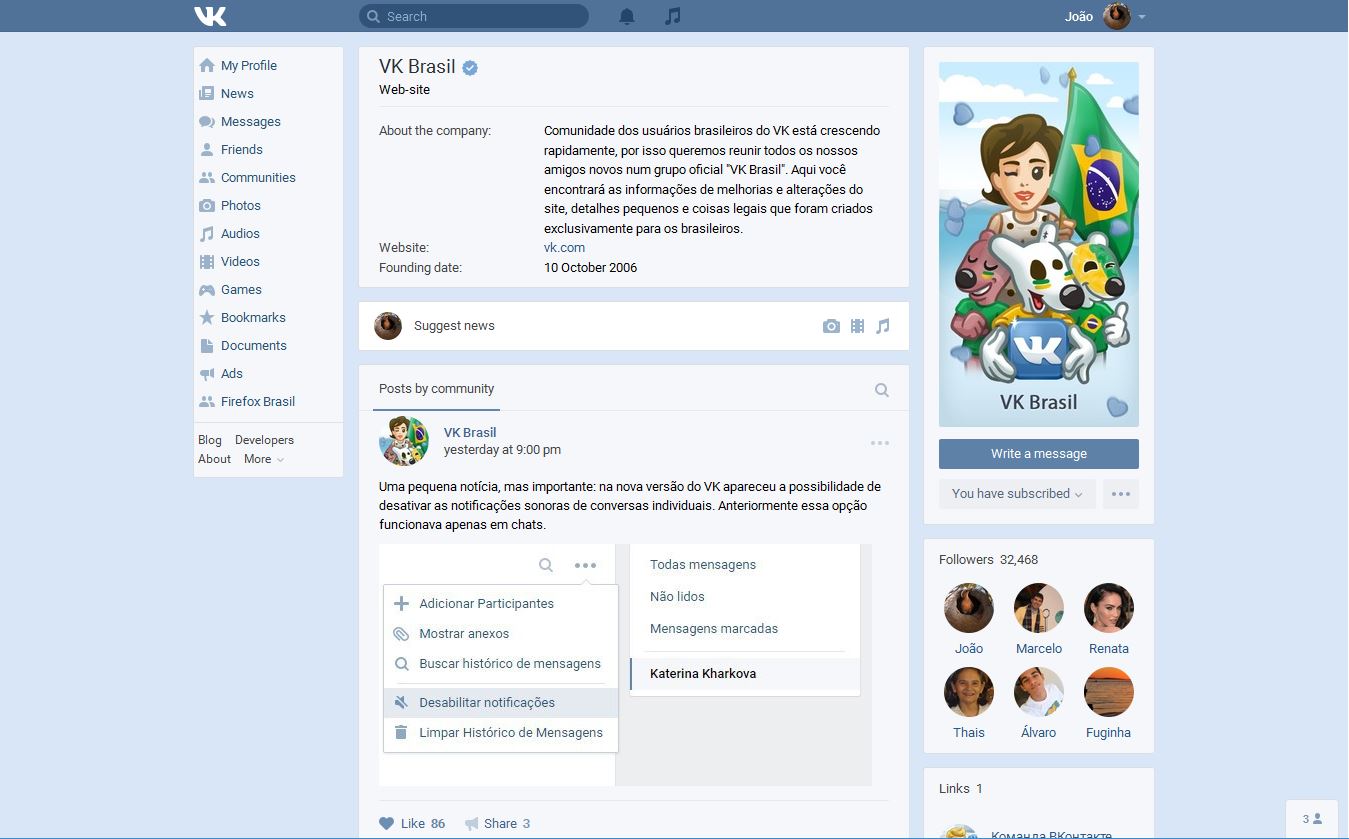 VK
Search
João
My Profile
News
Messages
Friends
Communities
Photos
Audios
Videos
Games
Bookmarks
Documents
Ads
Firefox Brasil
Blog Developers
About More
VK Brasil
Web-site
About the company: Comunidade dos usuários brasileiros do VK está crescendo
rapidamente, por isso queremos reunir todos os nossos
amigos novos num grupo oficial "VK Brasil". Aqui você
encontrará as informações de melhorias e alterações do
site, detalhes pequenos e coisas legais que foram criados
exclusivamente para os brasileiros.
Website: vk.com
Founding date: 10 October 2006
Suggest news
Posts by community
VK Brasil
yesterday at 9:00 pm
Uma pequena notícia, mas importante: na nova versão do VK apareceu a possibilidade de
desativar as notificações sonoras de conversas individuais. Anteriormente essa opção
funcionava apenas em chats.
Adicionar Participantes
Mostrar anexos
Buscar histórico de mensagens
Desabilitar notificações
Limpar Histórico de Mensagens
Todas mensagens
Não lidos
Mensagens marcadas
Katerina Kharkova
Like 86 Share 3
VK
VK Brasil
Write a message
You have subscribed
Followers 32,468
João Marcelo Renata
Thais Álvaro Fuginha
Links 1
Команда ВКонтакте
3